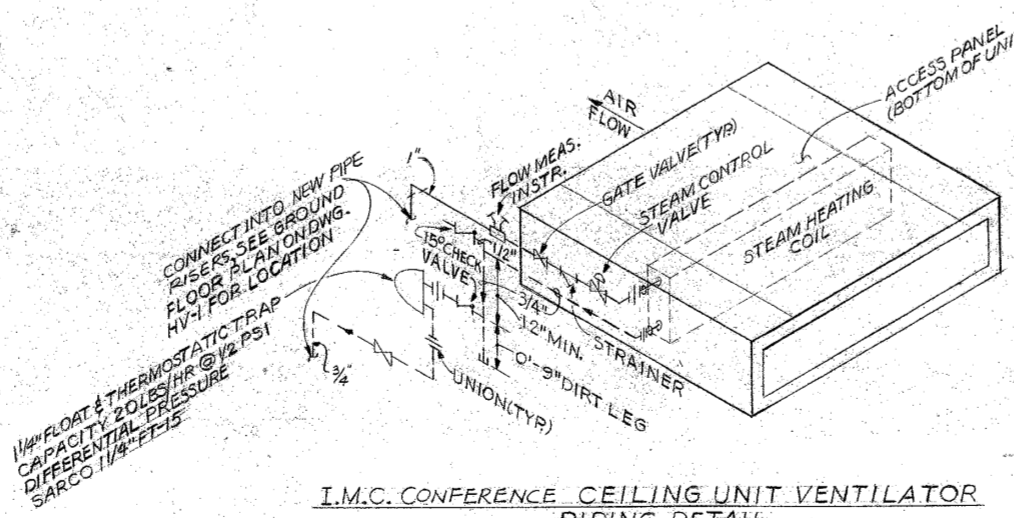 AIR
FLOW
ACCESS PANEL
(BOTTOM OF UNI
1"
FLOW MEAS.
INSTR.
GATE VALVE (TYP)
STEAM CONTROL
VALVE
STEAM HEATING
COIL
CONNECT INTO NEW PIPE
RISERS, SEE GROUND
FLOOR PLAN ON DWG.
HV-1 FOR LOCATION
15° CHECK
VALVE
1/2"
3/4"
12" MIN.
STRAINER
0'-9" DIRT LEG
UNION (TYP)
3/4"
1 1/4" FLOAT & THERMOSTATIC TRAP
CAPACITY 20 LBS/HR @ 1/2 PSI
DIFFERENTIAL PRESSURE
SARCO 1 1/4" FT-15
I.M.C. CONFERENCE CEILING UNIT VENTILATOR
PIPING DETAIL